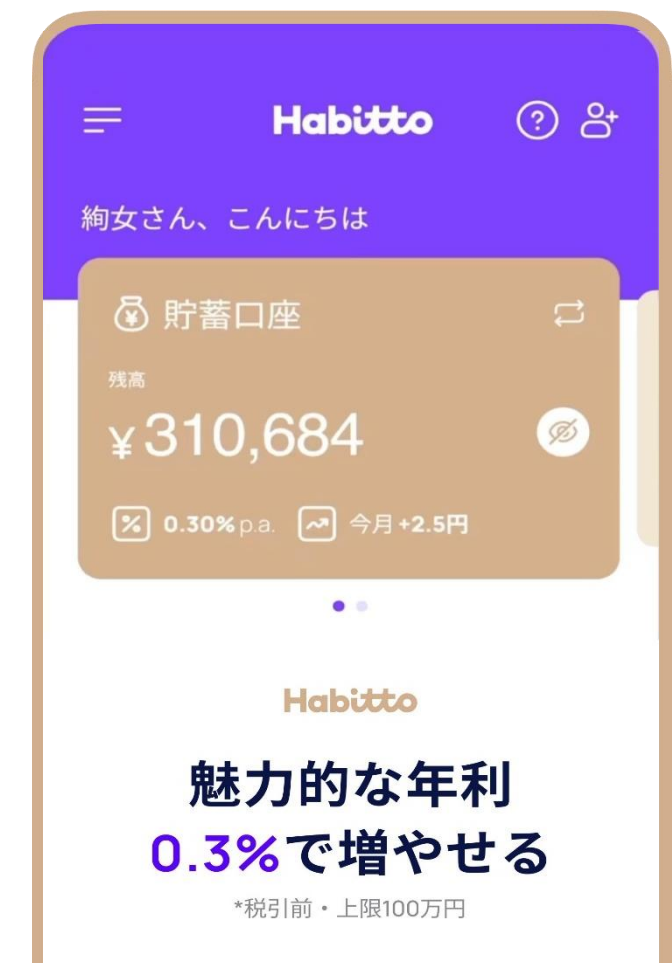 Habitto
絢女さん、こんにちは
貯蓄口座
残高
¥310,684
0.30% p.a. 今月 +2.5円
Habitto
魅力的な年利
0.3%で増やせる
*税引前・上限100万円